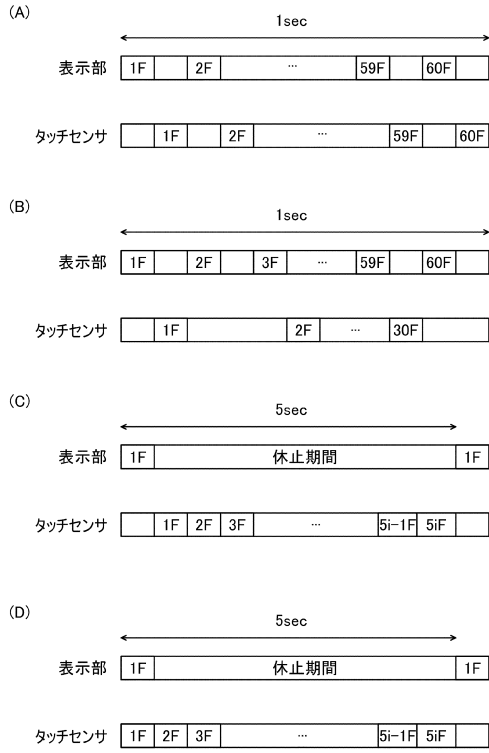 (A)
1sec
表示部 1F 2F … 59F 60F
タッチセンサ 1F 2F … 59F 60F
(B)
1sec
表示部 1F 2F 3F … 59F 60F
タッチセンサ 1F 2F … 30F
(C)
5sec
表示部 1F 休止期間 1F
タッチセンサ 1F 2F 3F … 5i-1F 5iF
(D)
5sec
表示部 1F 休止期間 1F
タッチセンサ 1F 2F 3F … 5i-1F 5iF